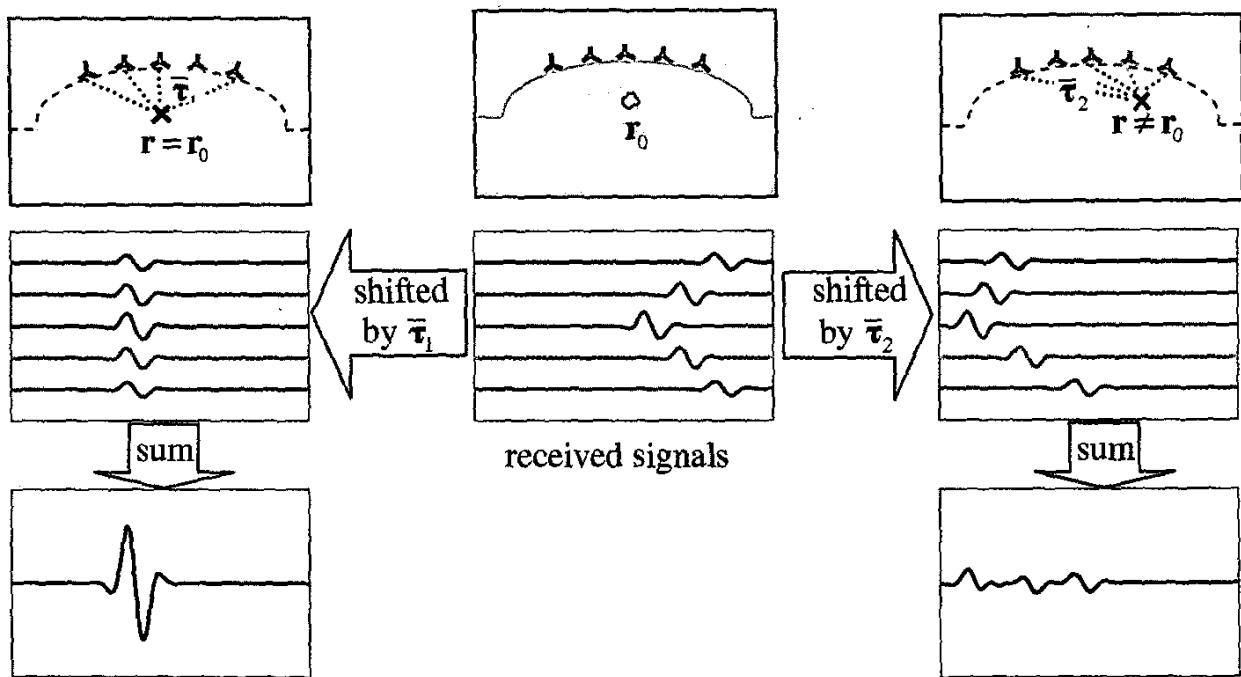 τ̄
r = r₀
r₀
τ̄₂
r ≠ r₀
shifted
by τ̄₁
shifted
by τ̄₂
sum
received signals
sum